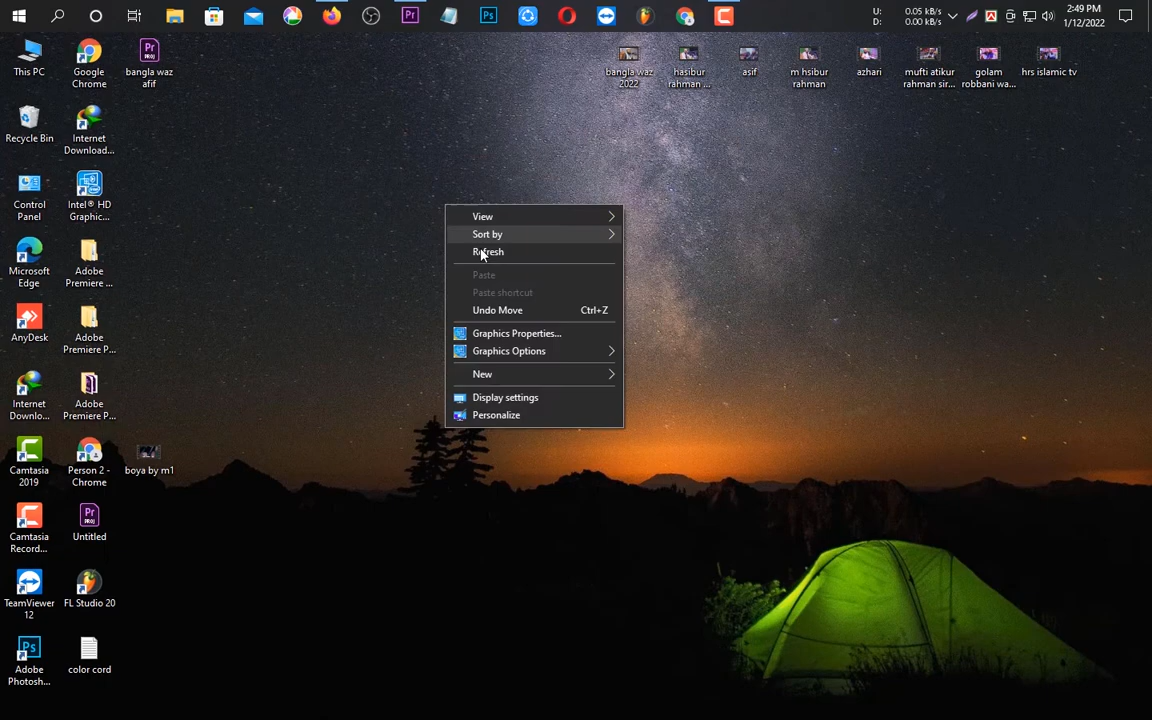 U: 0.05 kB/s
D: 0.00 kB/s
2:49 PM
1/12/2022
This PC
Google
Chrome
bangla waz
afif
bangla waz
2022
hasibur
rahman ...
asif
m hsibur
rahman
azhari
mufti atikur
rahman sir...
golam
robbani wa...
hrs islamic tv
Recycle Bin
Internet
Download...
Control
Panel
Intel® HD
Graphic...
Microsoft
Edge
Adobe
Premiere ...
AnyDesk
Adobe
Premiere P...
Internet
Downlo...
Adobe
Premiere P...
Camtasia
2019
Person 2 -
Chrome
boya by m1
Camtasia
Record...
Untitled
TeamViewer
12
FL Studio 20
Adobe
Photosh...
color cord
View
Sort by
Refresh
Paste
Paste shortcut
Undo Move Ctrl+Z
Graphics Properties...
Graphics Options
New
Display settings
Personalize